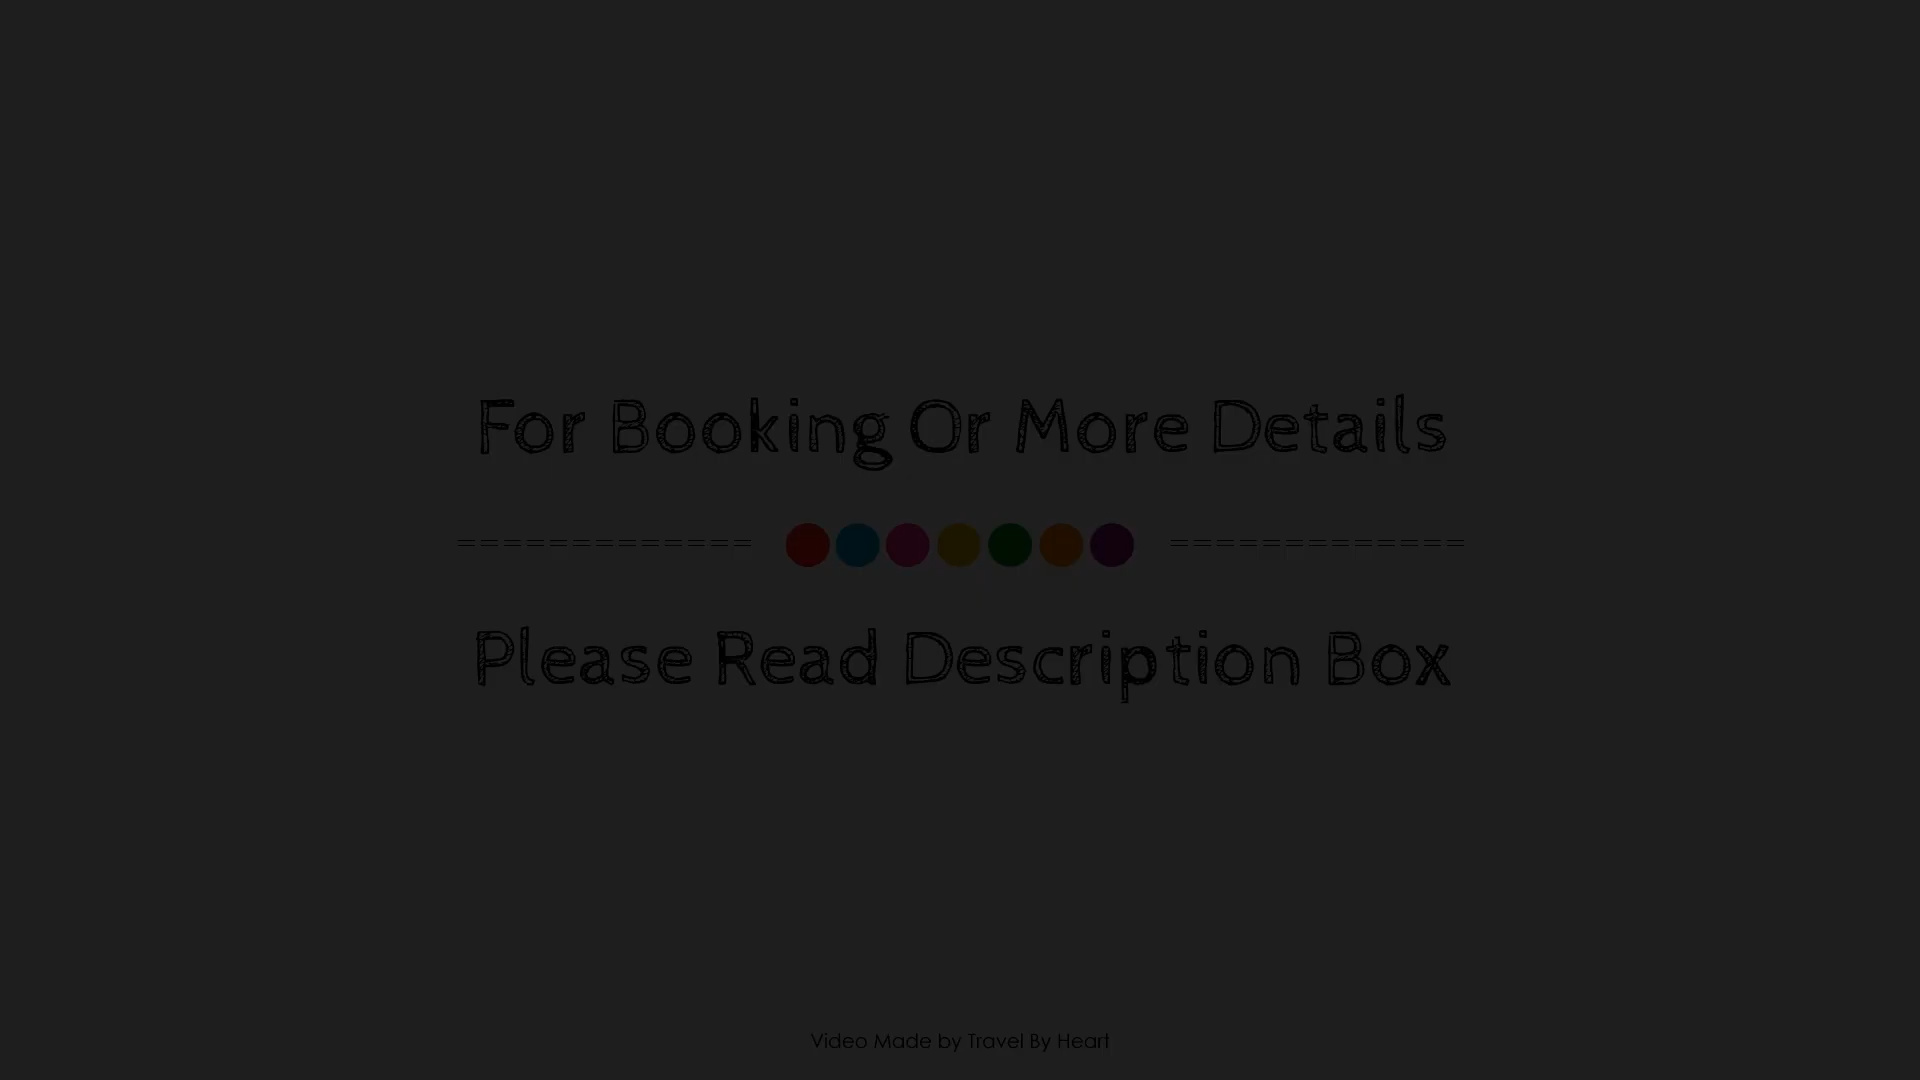 For Booking Or More Details
============= =============
Please Read Description Box
Video Made by Travel By Heart